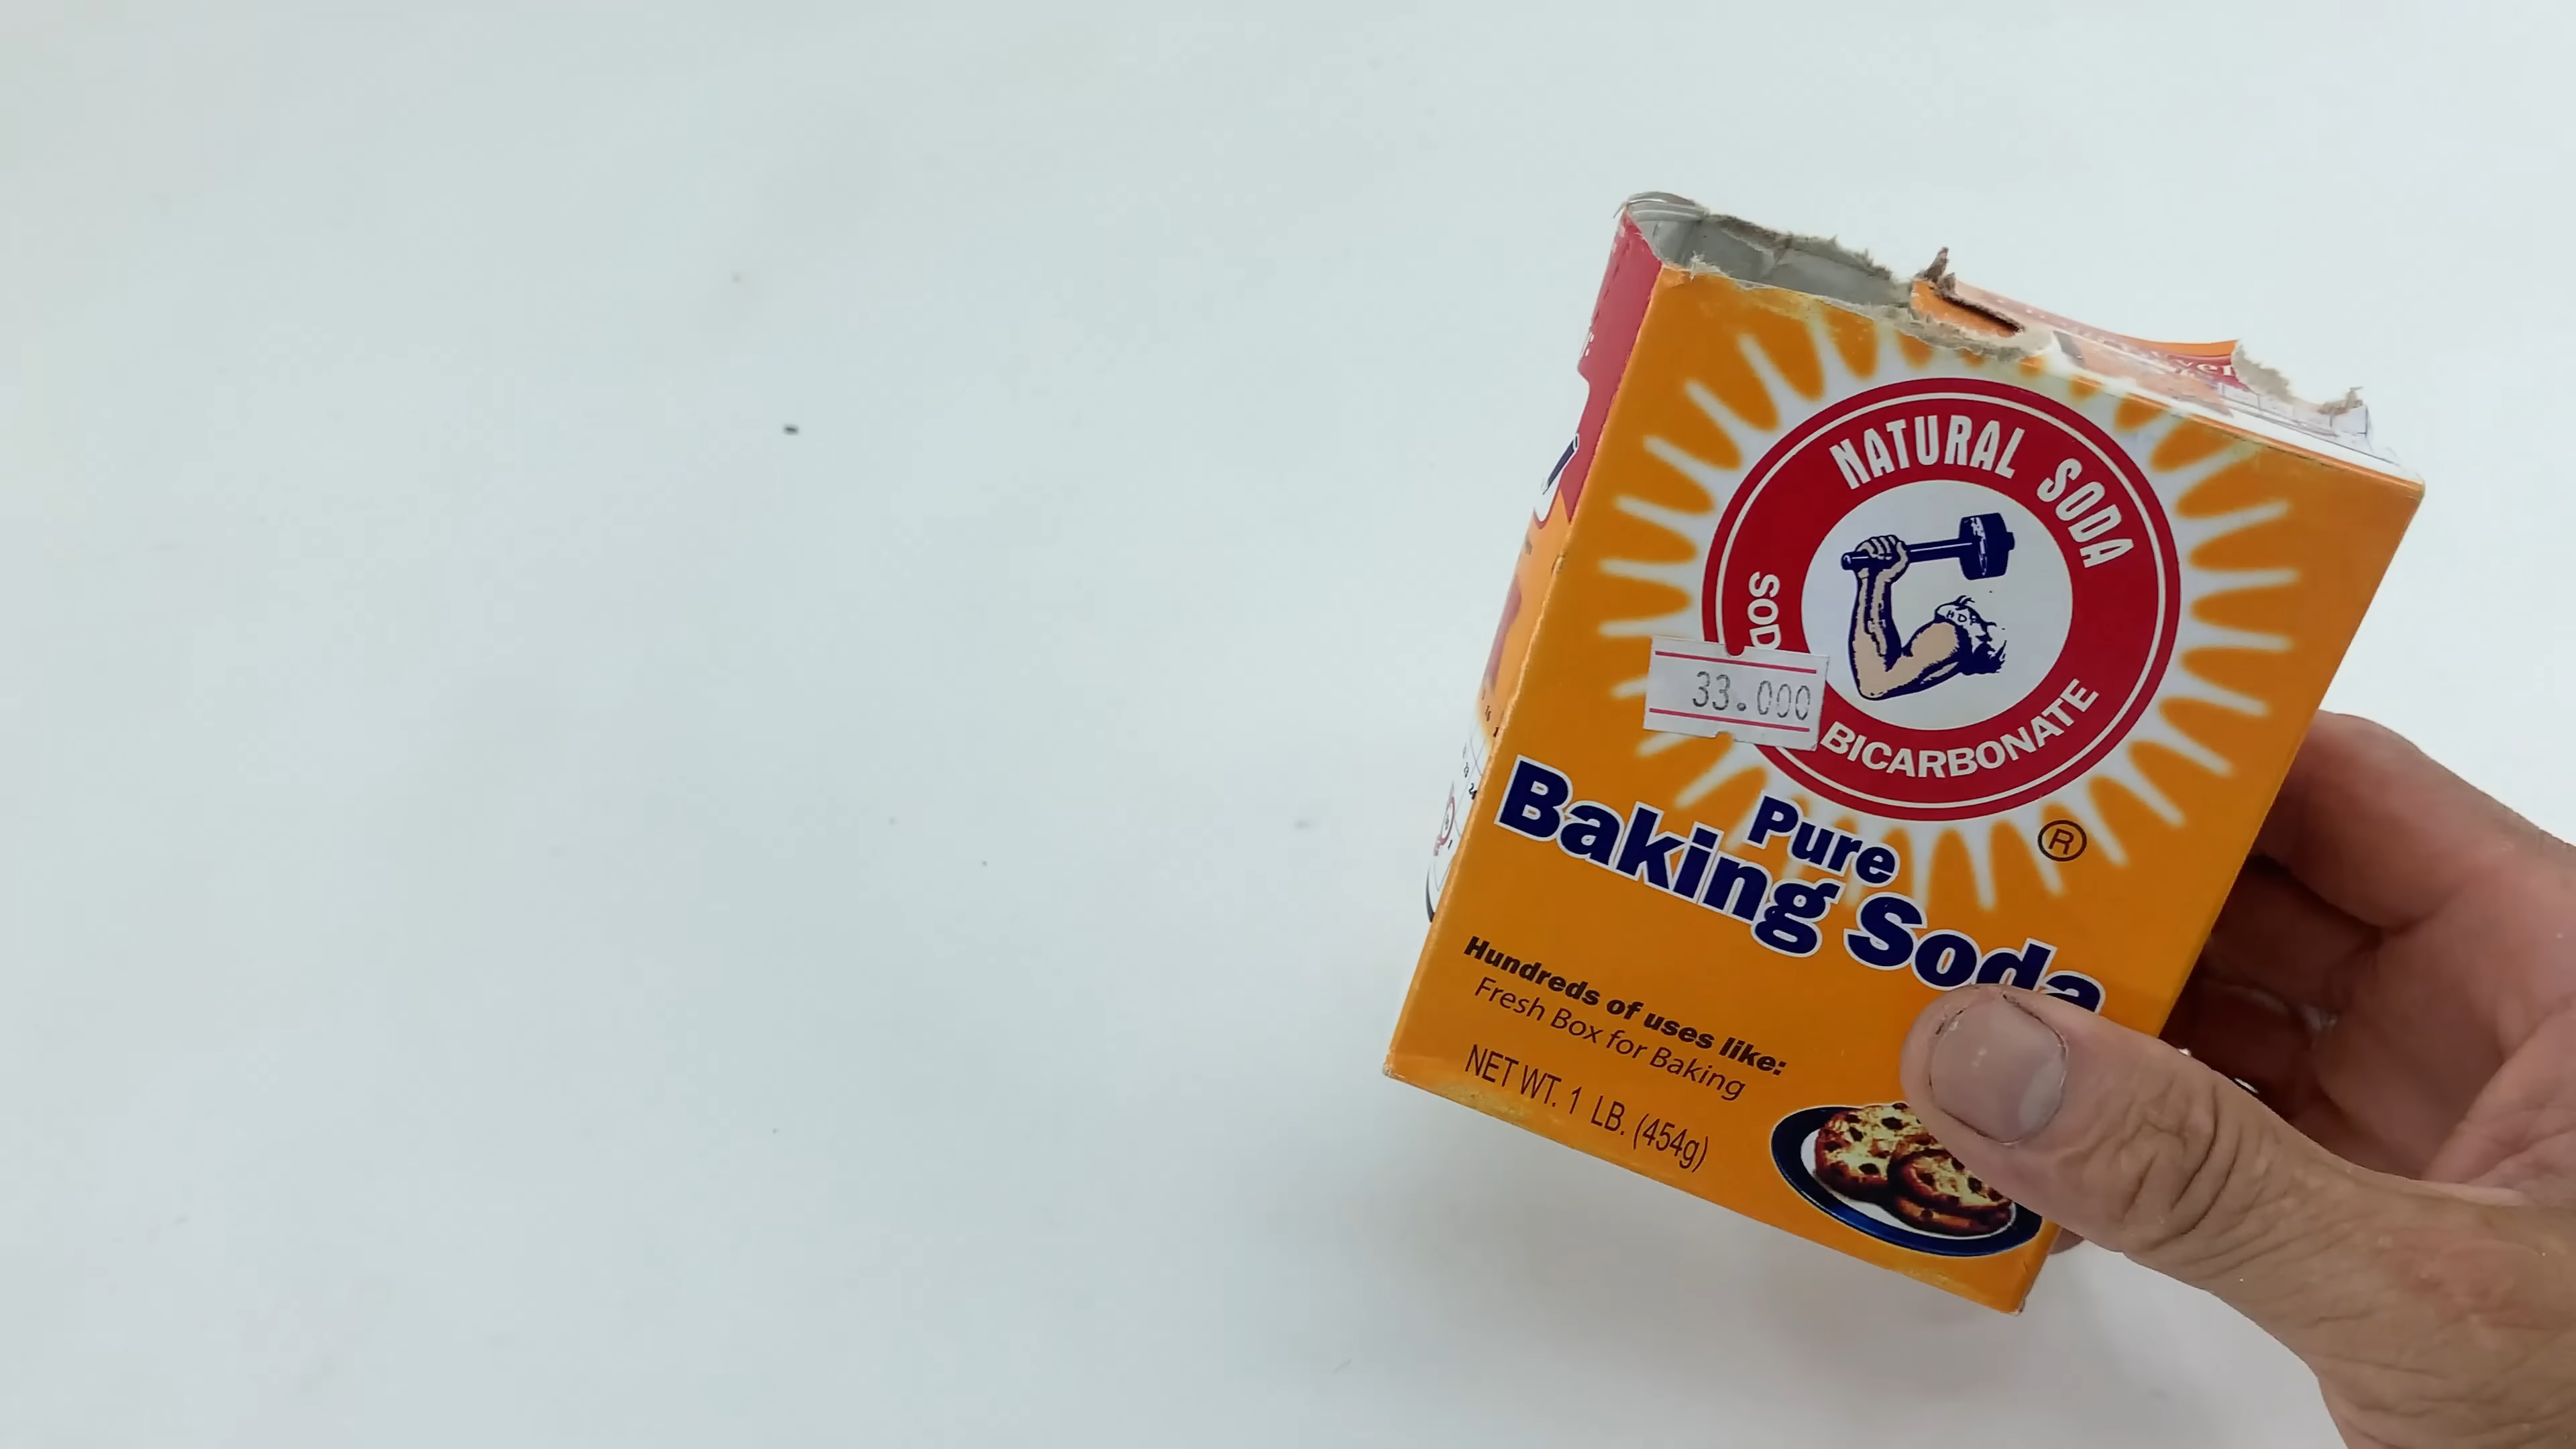 NATURAL SODA
SOD
BICARBONATE
HDP
33.000
®
Pure
Baking Soda
Hundreds of uses like:
Fresh Box for Baking
NET WT. 1 LB. (454g)